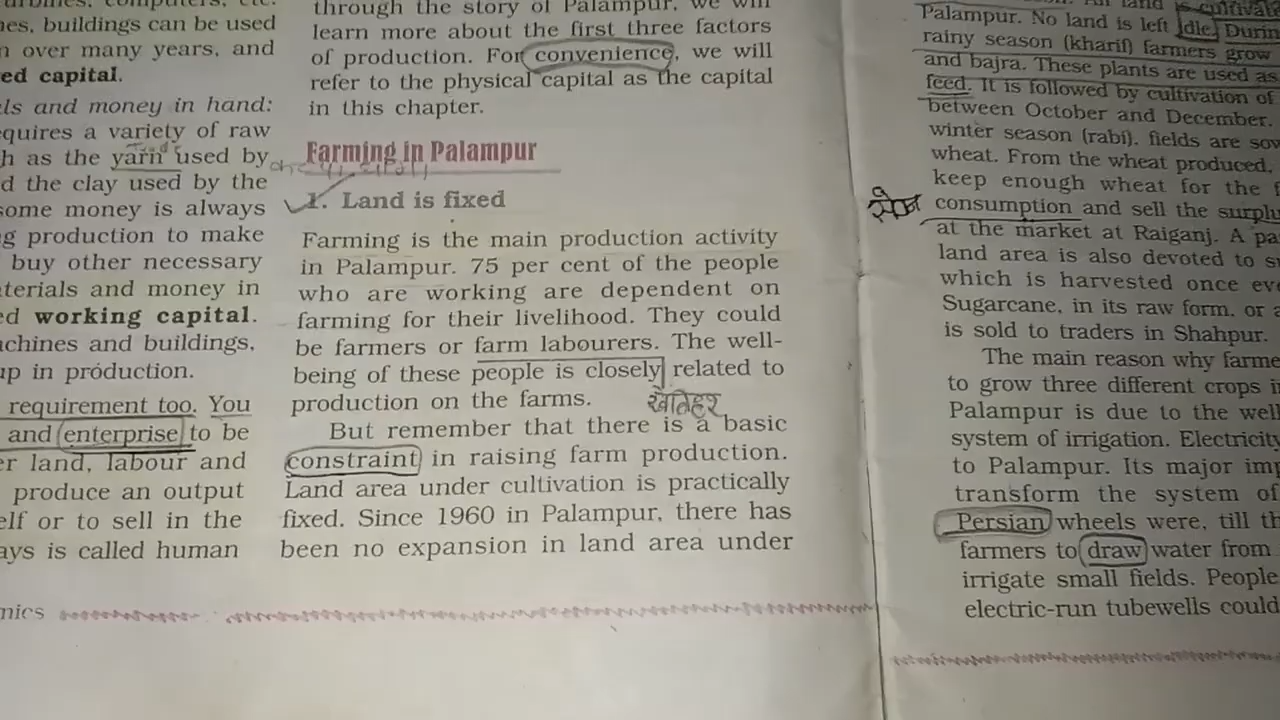 es, buildings can be used
over many years, and
ed capital.
ls and money in hand:
equires a variety of raw
h as the yarn used by
d the clay used by the
some money is always
g production to make
buy other necessary
terials and money in
ed working capital.
achines and buildings,
up in production.
requirement too. You
and enterprise to be
er land, labour and
produce an output
elf or to sell in the
ays is called human
mics
through the story of Palampur, we will
learn more about the first three factors
of production. For convenience, we will
refer to the physical capital as the capital
in this chapter.
Farming in Palampur
1. Land is fixed
Farming is the main production activity
in Palampur. 75 per cent of the people
who are working are dependent on
farming for their livelihood. They could
be farmers or farm labourers. The well-
being of these people is closely related to
production on the farms.
खेतिहर
But remember that there is a basic
constraint in raising farm production.
Land area under cultivation is practically
fixed. Since 1960 in Palampur, there has
been no expansion in land area under
Palampur. No land is left idle. Durin
rainy season (kharif) farmers grow
and bajra. These plants are used as
feed. It is followed by cultivation of
between October and December.
winter season (rabi), fields are sow
wheat. From the wheat produced,
keep enough wheat for the f
consumption and sell the surplu
at the market at Raiganj. A pa
land area is also devoted to s
which is harvested once eve
Sugarcane, in its raw form, or a
is sold to traders in Shahpur.
The main reason why farme
to grow three different crops i
Palampur is due to the well
system of irrigation. Electricity
to Palampur. Its major imp
transform the system of
Persian wheels were, till th
farmers to draw water from
irrigate small fields. People
electric-run tubewells could